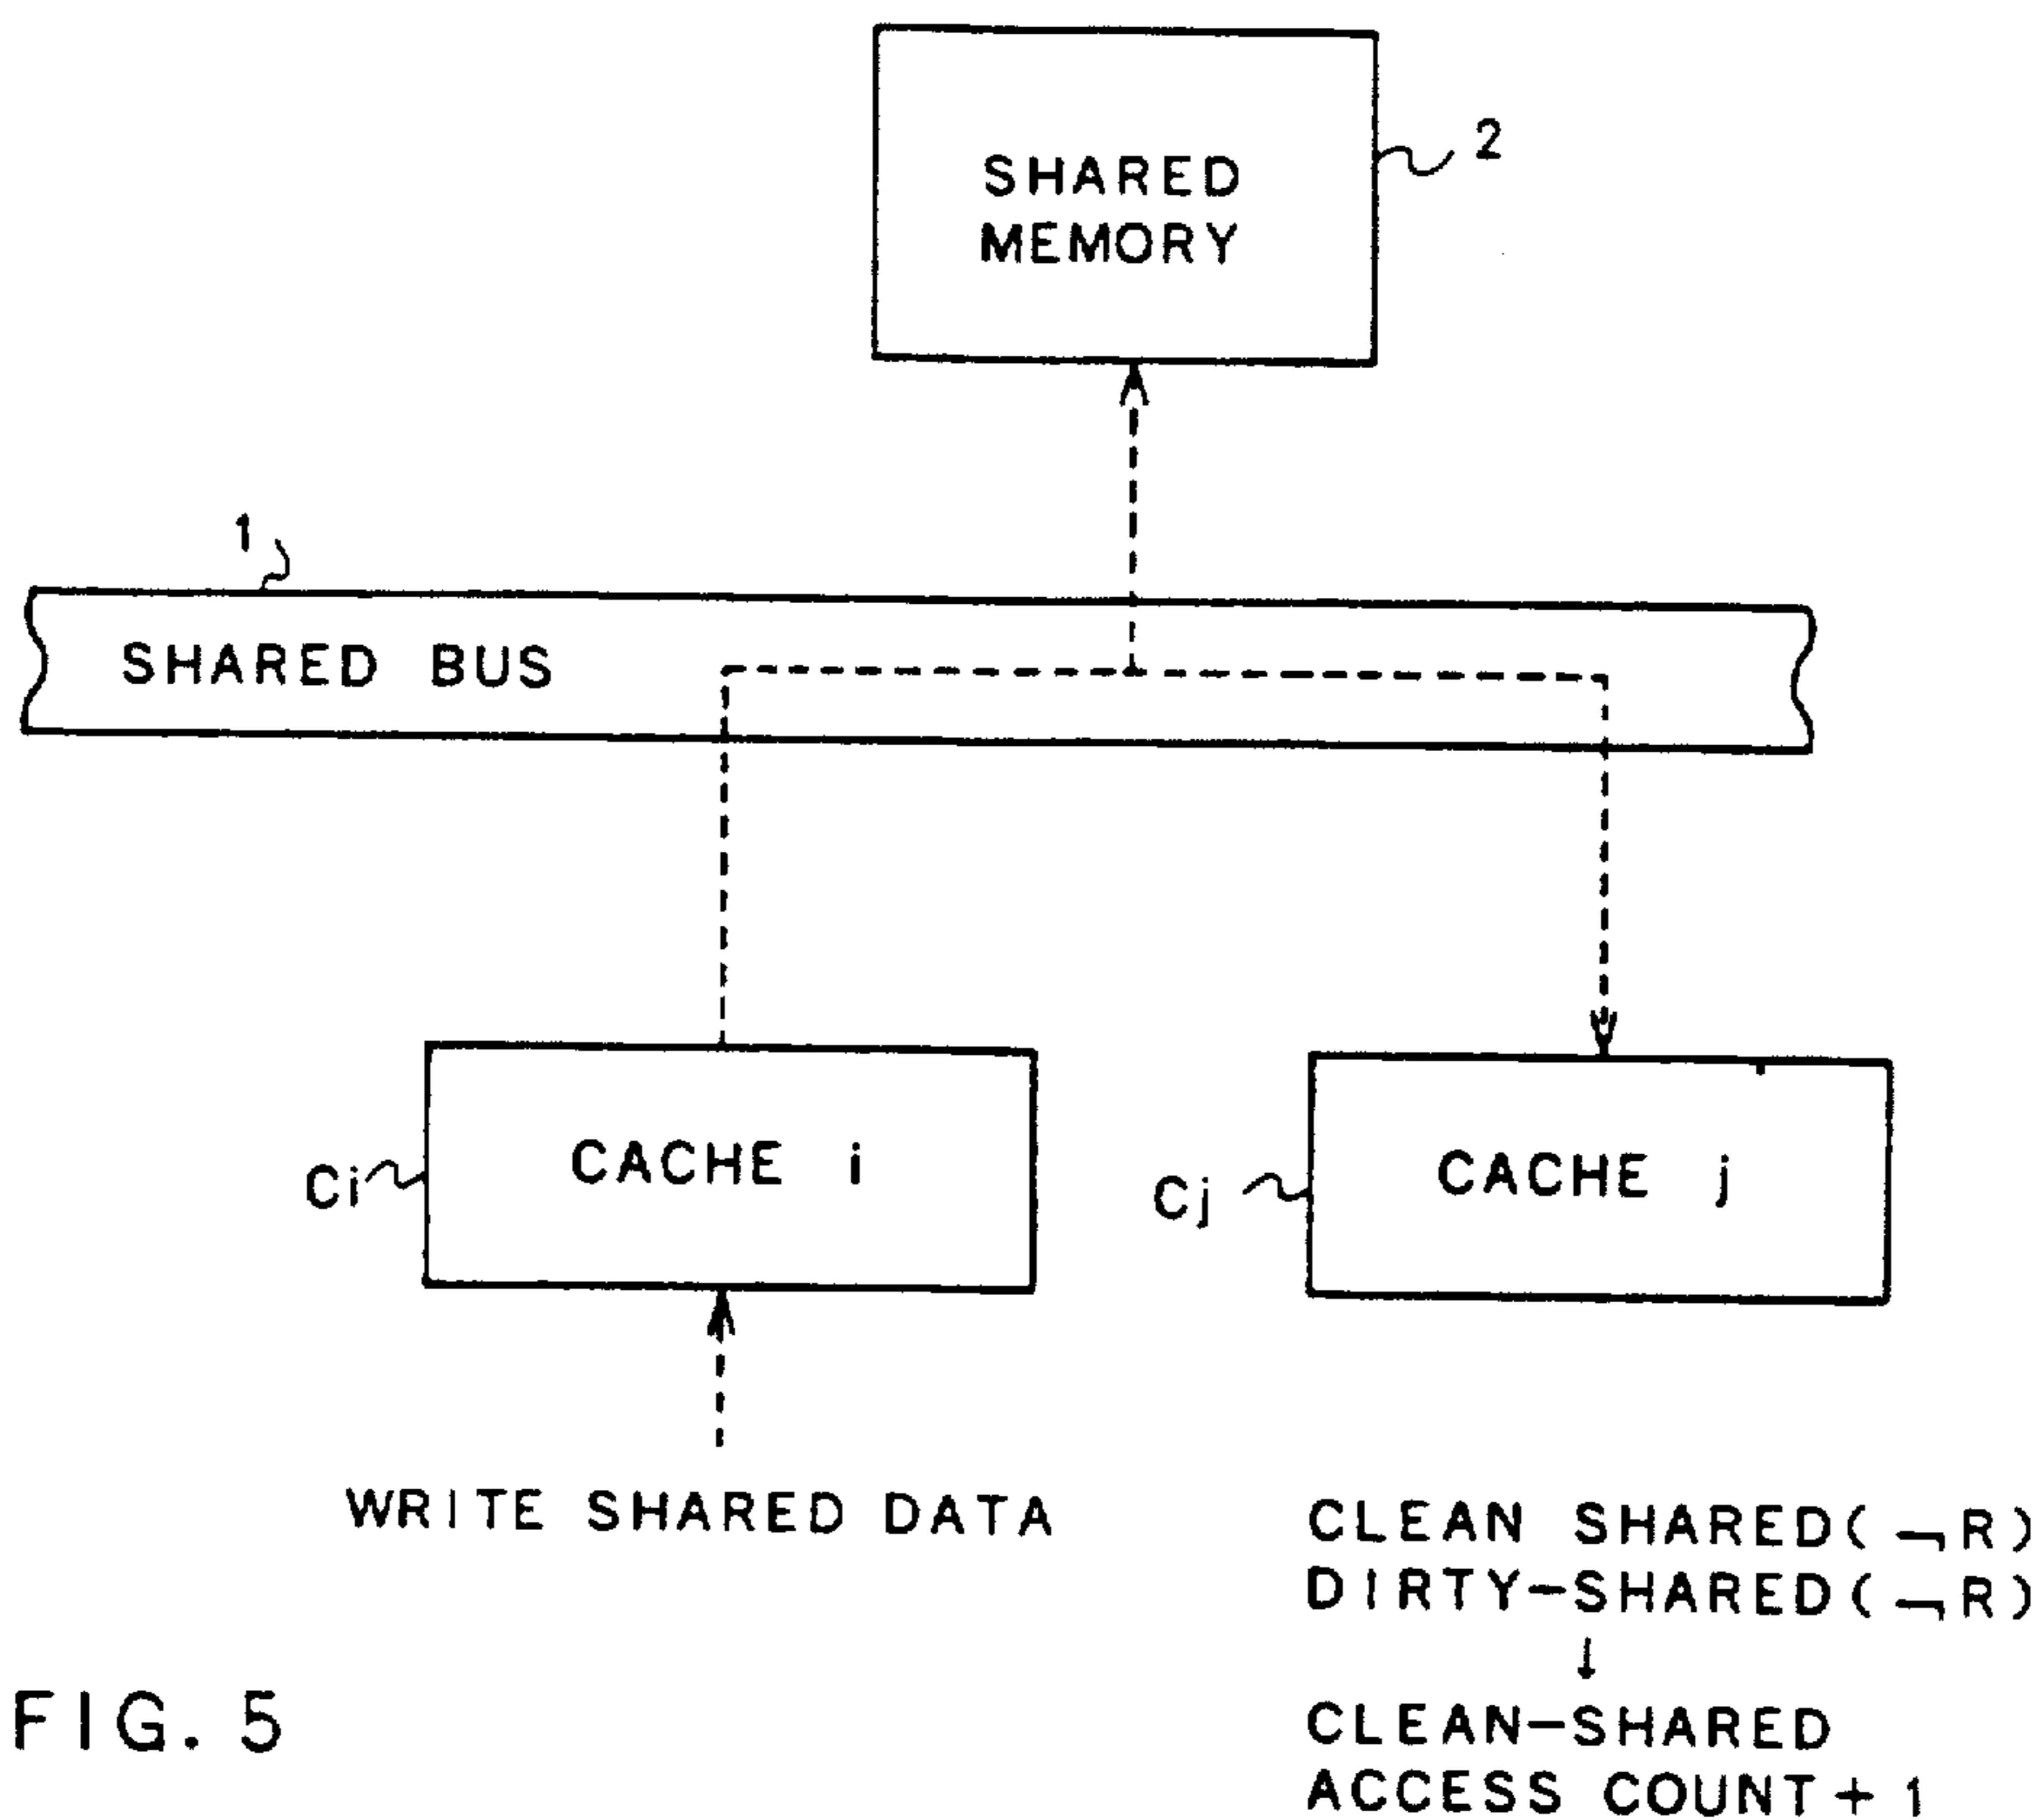 SHARED
MEMORY
2
1
SHARED BUS
Ci
CACHE i
Cj
CACHE j
WRITE SHARED DATA
CLEAN SHARED(¬R)
DIRTY-SHARED(¬R)
↓
CLEAN-SHARED
ACCESS COUNT+1
FIG. 5